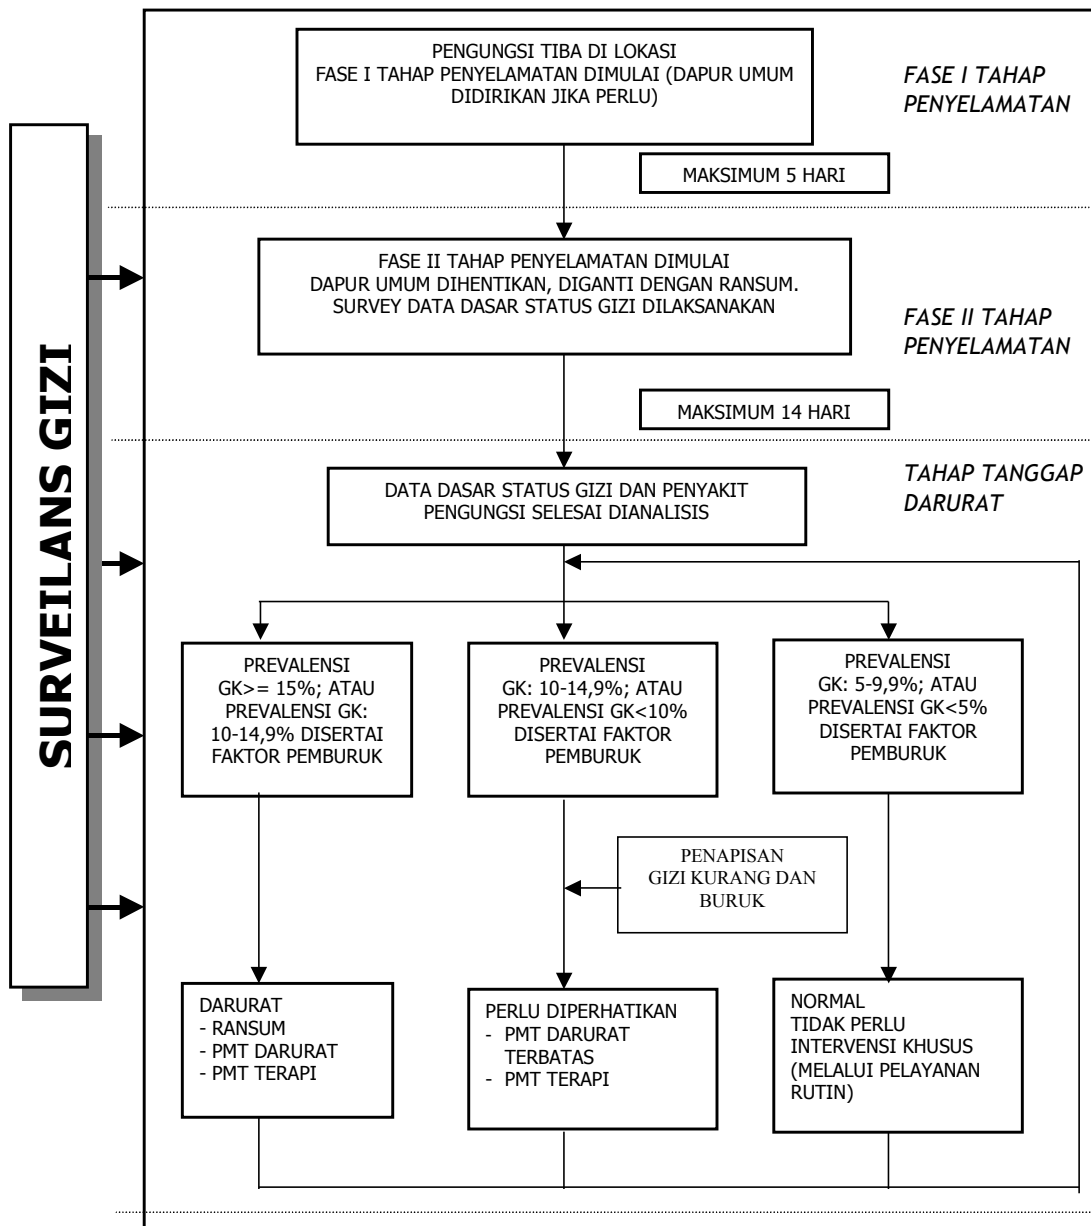 PENGUNGSI TIBA DI LOKASI
FASE I TAHAP PENYELAMATAN DIMULAI (DAPUR UMUM
DIDIRIKAN JIKA PERLU)
FASE I TAHAP
PENYELAMATAN
MAKSIMUM 5 HARI
SURVEILANS GIZI
FASE II TAHAP PENYELAMATAN DIMULAI
DAPUR UMUM DIHENTIKAN, DIGANTI DENGAN RANSUM.
SURVEY DATA DASAR STATUS GIZI DILAKSANAKAN
FASE II TAHAP
PENYELAMATAN
MAKSIMUM 14 HARI
TAHAP TANGGAP
DARURAT
DATA DASAR STATUS GIZI DAN PENYAKIT
PENGUNGSI SELESAI DIANALISIS
PREVALENSI
GK>= 15%; ATAU
PREVALENSI GK:
10-14,9% DISERTAI
FAKTOR PEMBURUK
PREVALENSI
GK: 10-14,9%; ATAU
PREVALENSI GK<10%
DISERTAI FAKTOR
PEMBURUK
PREVALENSI
GK: 5-9,9%; ATAU
PREVALENSI GK<5%
DISERTAI FAKTOR
PEMBURUK
PENAPISAN
GIZI KURANG DAN
BURUK
DARURAT
- RANSUM
- PMT DARURAT
- PMT TERAPI
PERLU DIPERHATIKAN
- PMT DARURAT
TERBATAS
- PMT TERAPI
NORMAL
TIDAK PERLU
INTERVENSI KHUSUS
(MELALUI PELAYANAN
RUTIN)